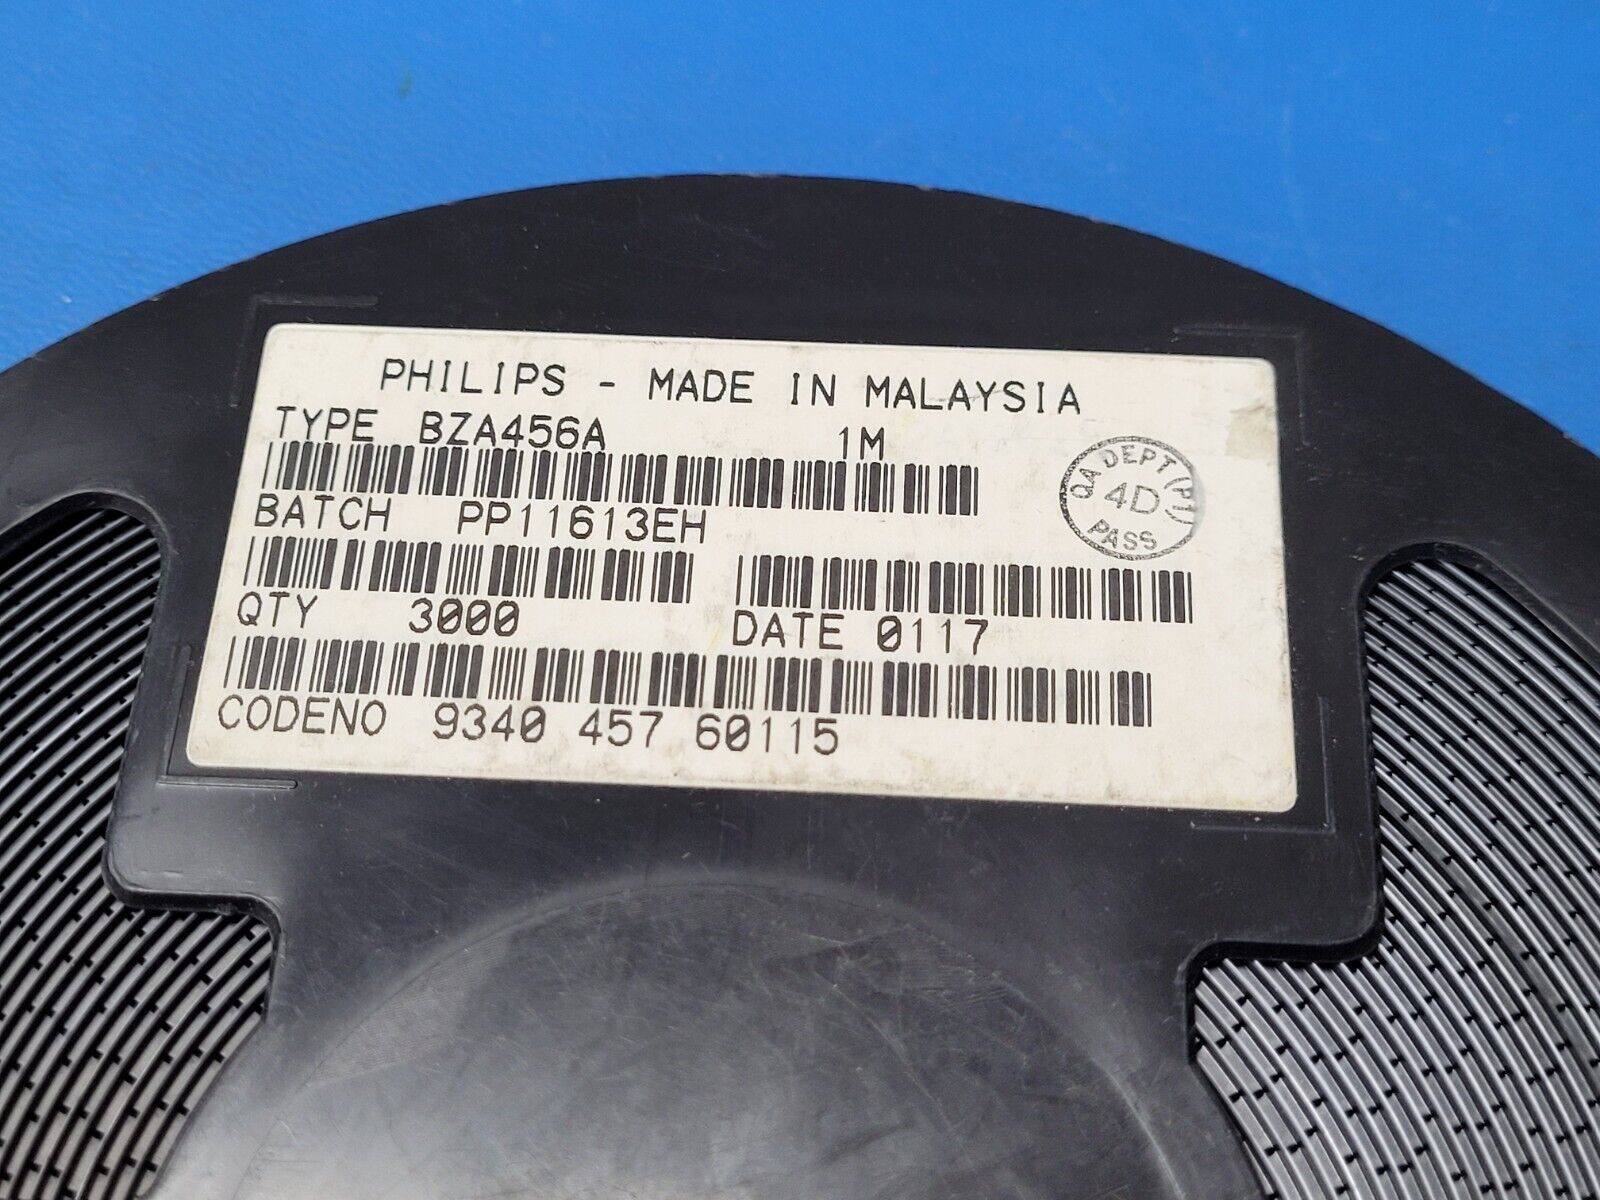 PHILIPS - MADE IN MALAYSIA
TYPE BZA456A 1M
BATCH PP11613EH
QTY 3000 DATE 0117
CODENO 9340 457 60115
QA DEPT (P1)
4D
PASS